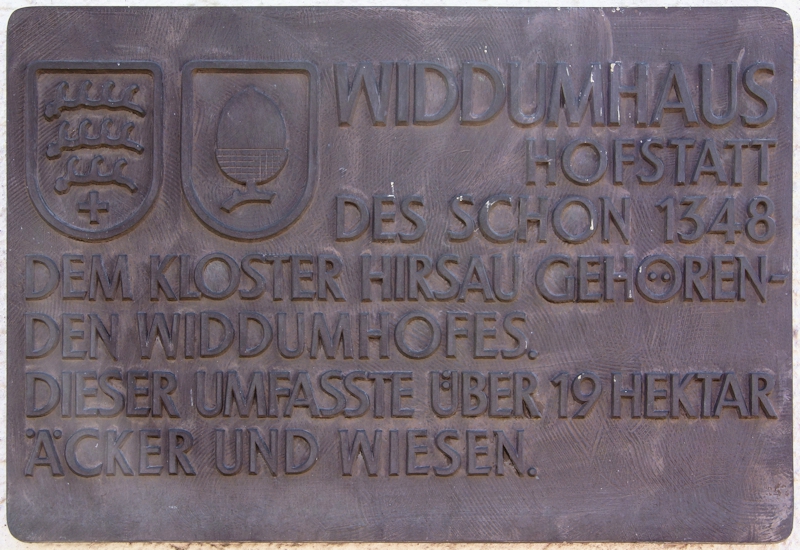 WIDDUMHAUS
HOFSTATT
DES SCHON 1348
DEM KLOSTER HIRSAU GEHÖREN-
DEN WIDDUMHOFES.
DIESER UMFASSTE ÜBER 19 HEKTAR
ÄCKER UND WIESEN.